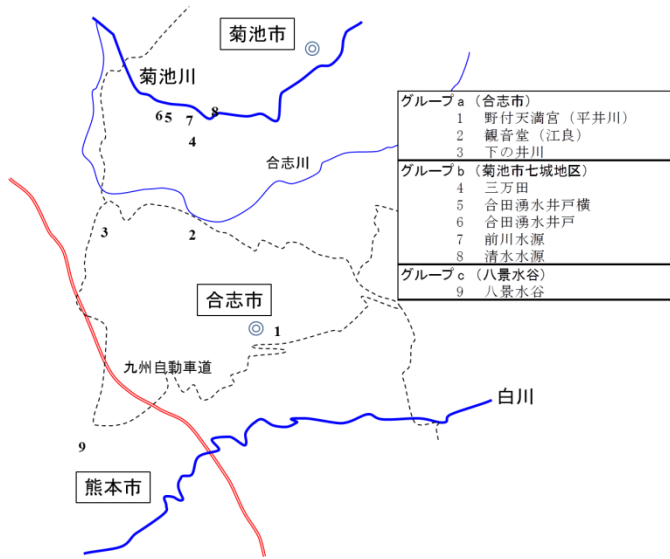 菊池市
菊池川
6
5
7
8
4
合志川
3
2
合志市
1
九州自動車道
白川
9
熊本市
グループa（合志市）
1 野付天満宮（平井川）
2 観音堂（江良）
3 下の井川
グループb（菊池市七城地区）
4 三万田
5 合田湧水井戸横
6 合田湧水井戸
7 前川水源
8 清水水源
グループc（八景水谷）
9 八景水谷